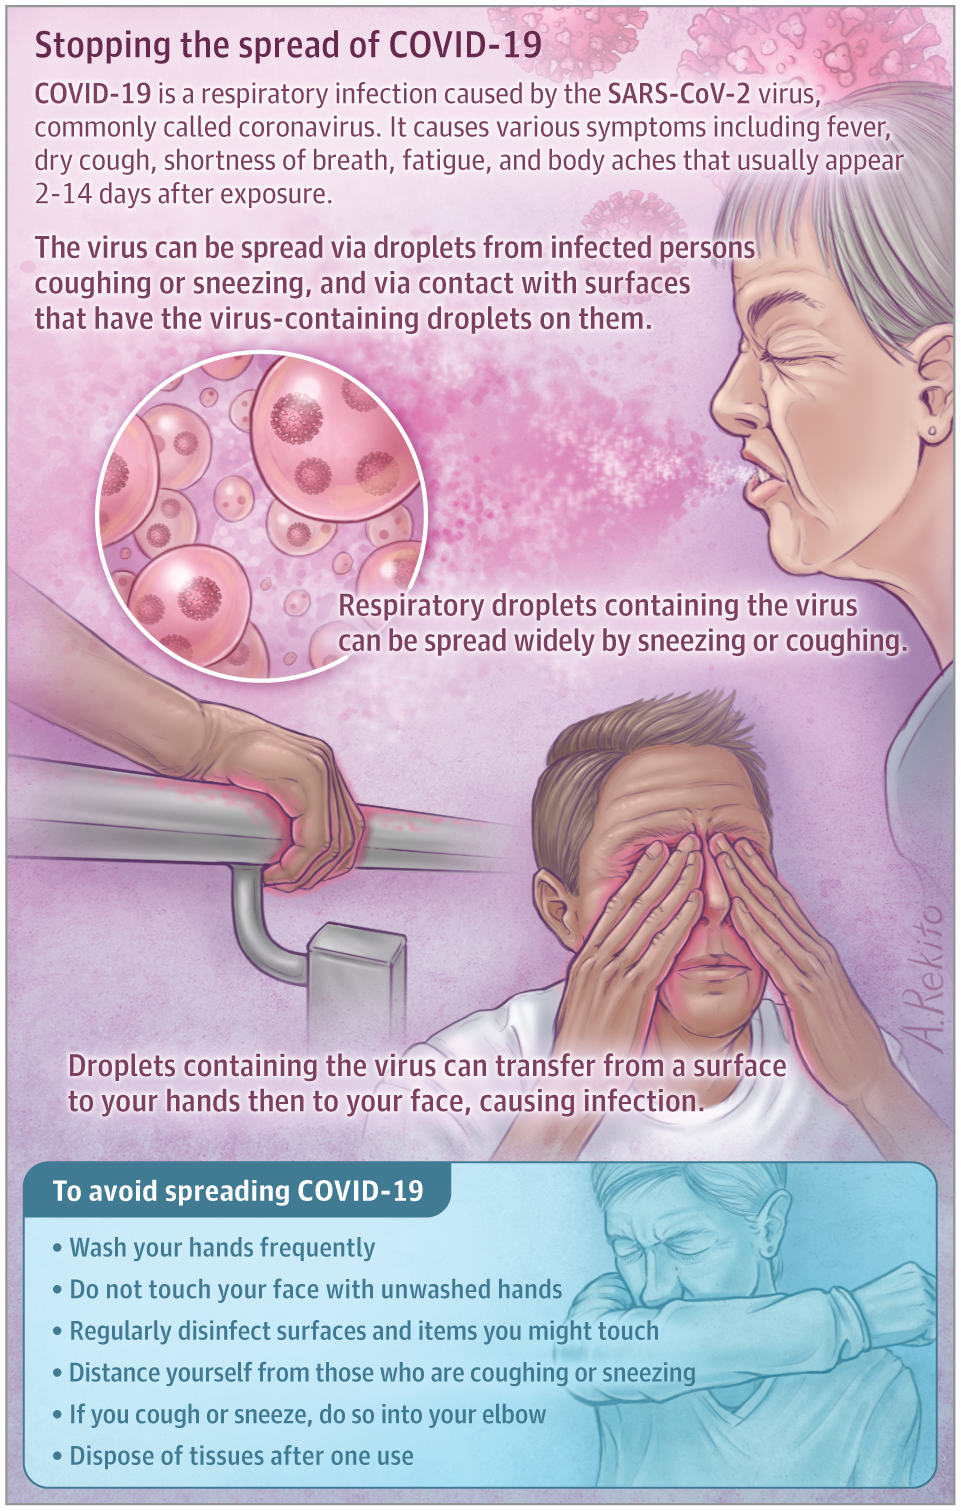 Stopping the spread of COVID-19
COVID-19 is a respiratory infection caused by the SARS-CoV-2 virus,
commonly called coronavirus. It causes various symptoms including fever,
dry cough, shortness of breath, fatigue, and body aches that usually appear
2-14 days after exposure.
The virus can be spread via droplets from infected persons
coughing or sneezing, and via contact with surfaces
that have the virus-containing droplets on them.
Respiratory droplets containing the virus
can be spread widely by sneezing or coughing.
A.Rekito
Droplets containing the virus can transfer from a surface
to your hands then to your face, causing infection.
To avoid spreading COVID-19
• Wash your hands frequently
• Do not touch your face with unwashed hands
• Regularly disinfect surfaces and items you might touch
• Distance yourself from those who are coughing or sneezing
• If you cough or sneeze, do so into your elbow
• Dispose of tissues after one use